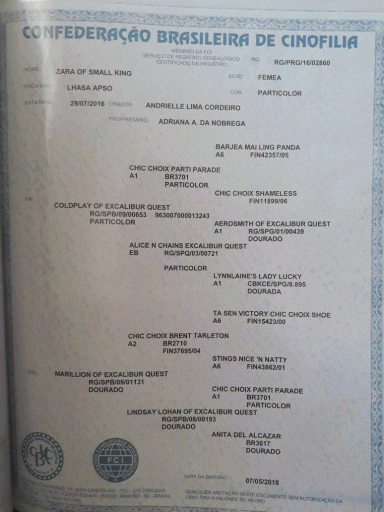 CONFEDERAÇÃO BRASILEIRA DE CINOFILIA
MEMBRO DA FCI
SERVIÇO DE REGISTRO GENEALÓGICO
CERTIFICADO DE REGISTRO
RG RG/PRG/16/02860
NOME ZARA OF SMALL KING
SEXO FEMEA
LHASA APSO
COR PARTICOLOR
29/07/2016 CRIADOR ANDRIELLE LIMA CORDEIRO
PROPRIETÁRIO ADRIANA A. DA NOBREGA
BARJEA MAI LING PANDA
A6 FIN42357/05
CHIC CHOIX PARTI PARADE
A1 BR3701
PARTICOLOR
CHIC CHOIX SHAMELESS
FIN11899/06
COLDPLAY OF EXCALIBUR QUEST
RG/SPB/09/00653 963007000013243
PARTICOLOR
AEROSMITH OF EXCALIBUR QUEST
A1 RG/SPG/01/00439
DOURADO
ALICE N CHAINS EXCALIBUR QUEST
EB RG/SPQ/03/00721
PARTICOLOR
LYNNLAINE'S LADY LUCKY
A1 CBKCE/SPG/8.895
DOURADA
TA SEN VICTORY CHIC CHOIX SHOE
A6 FIN15423/00
CHIC CHOIX BRENT TARLETON
A2 BR2710
FIN37695/04
STINGS NICE 'N NATTY
A6 FIN43862/01
MARILLION OF EXCALIBUR QUEST
RG/SPB/09/01131
DOURADO
CHIC CHOIX PARTI PARADE
A1 BR3701
PARTICOLOR
LINDSAY LOHAN OF EXCALIBUR QUEST
RG/SPB/08/00193
DOURADO
ANITA DEL ALCAZAR
BR3617
DOURADO
FCI
DATA DA EMISSÃO 07/05/2018
QUALQUER ANOTAÇÃO NESTE DOCUMENTO SEM AUTORIZAÇÃO DA